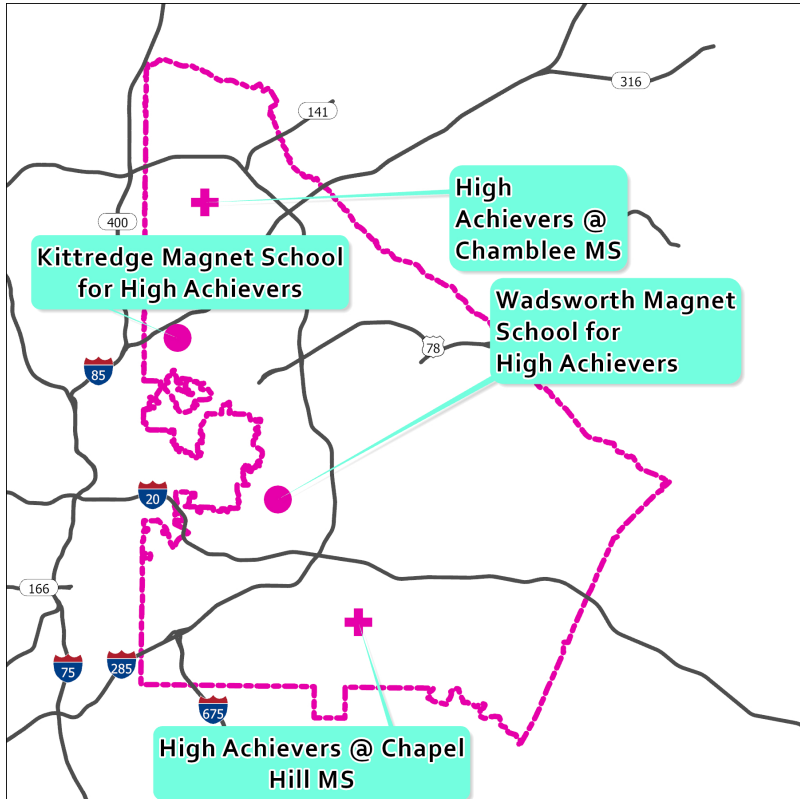 316
141
High
Achievers @
Chamblee MS
400
Kittredge Magnet School
for High Achievers
Wadsworth Magnet
School for
High Achievers
78
85
20
166
75
285
675
High Achievers @ Chapel
Hill MS